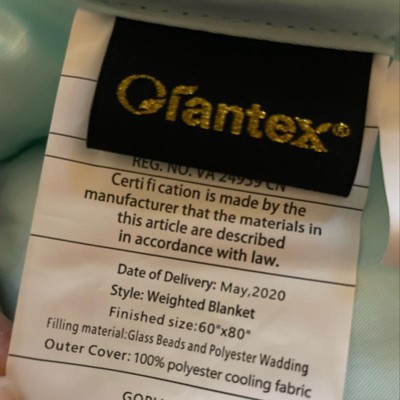 Qfantex®
REG. NO. VA 24959 CN
Certification is made by the
manufacturer that the materials in
this article are described
in accordance with law.
Date of Delivery: May,2020
Style: Weighted Blanket
Finished size:60"x80"
Filling material:Glass Beads and Polyester Wadding
Outer Cover: 100% polyester cooling fabric